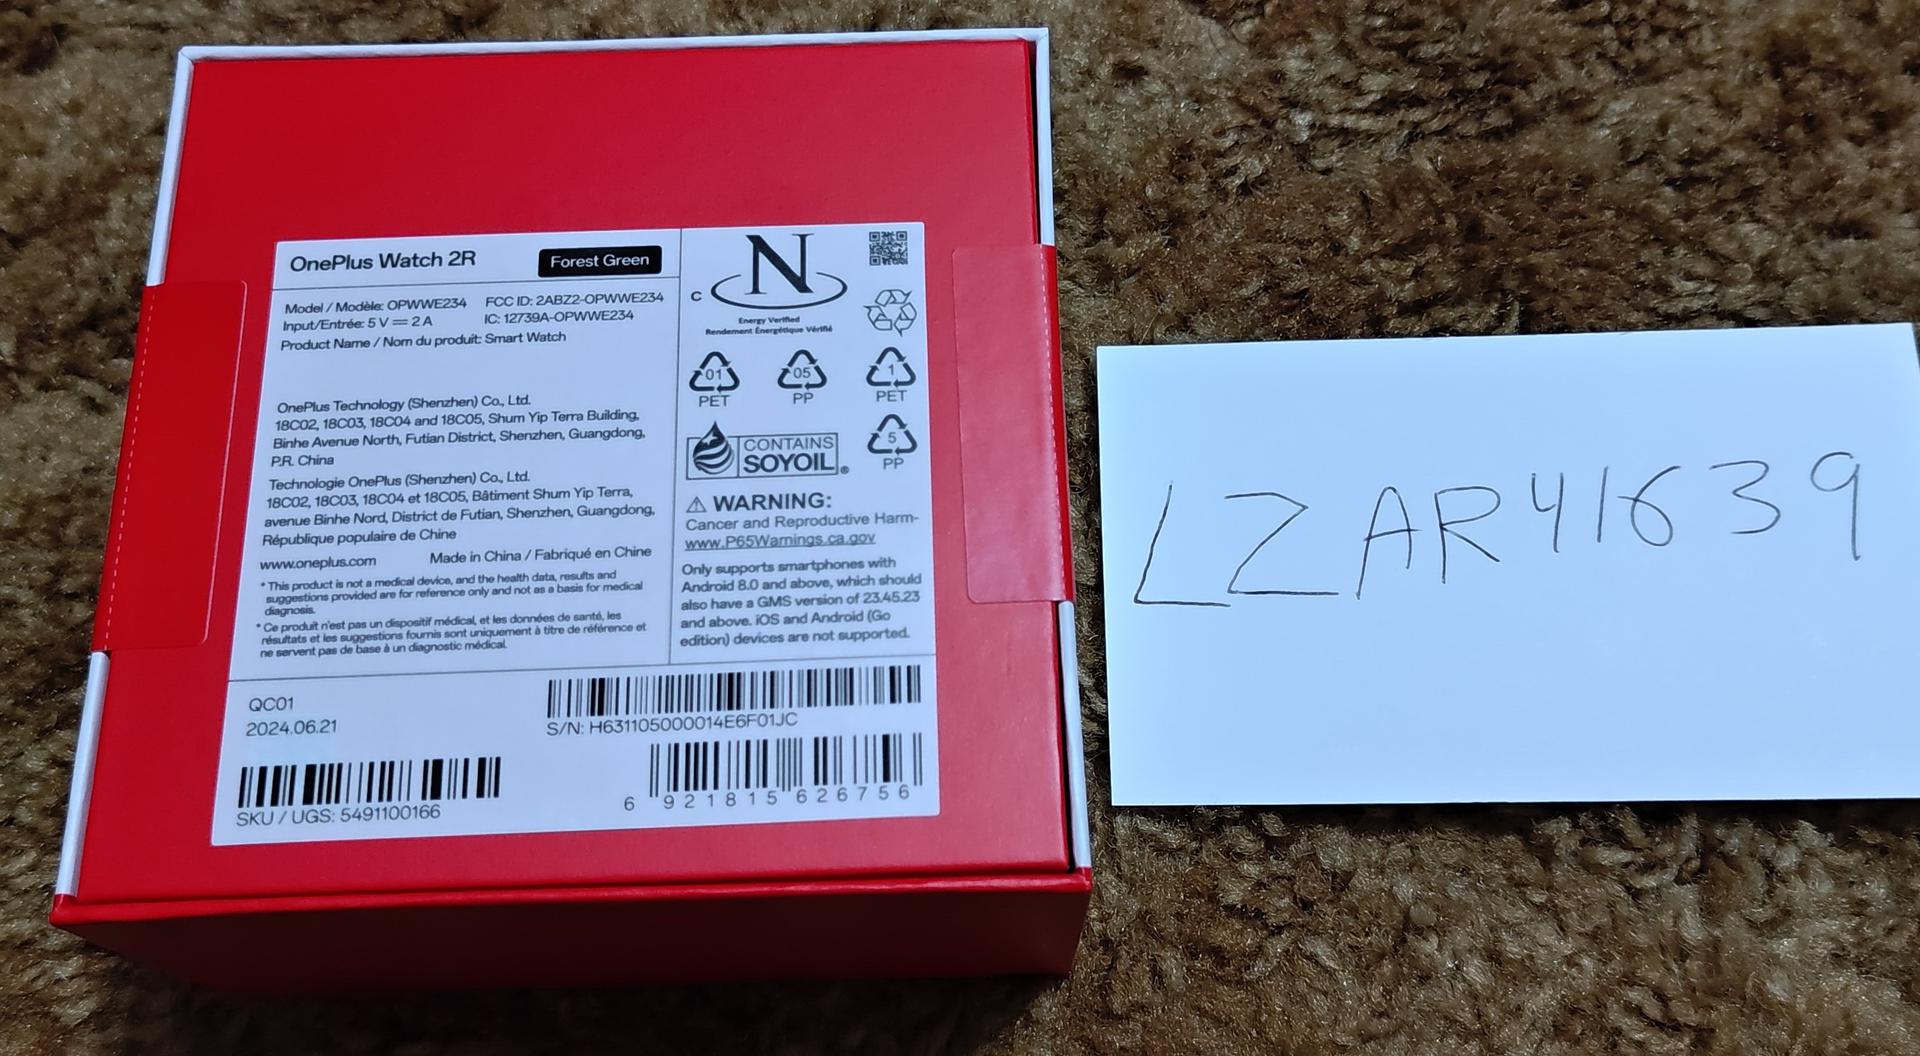 OnePlus Watch 2R
Forest Green
Model / Modèle: OPWWE234
Input/Entrée: 5 V ⎓ 2 A
FCC ID: 2ABZ2-OPWWE234
IC: 12739A-OPWWE234
Product Name / Nom du produit: Smart Watch
OnePlus Technology (Shenzhen) Co., Ltd.
18C02, 18C03, 18C04 and 18C05, Shum Yip Terra Building,
Binhe Avenue North, Futian District, Shenzhen, Guangdong,
P.R. China
Technologie OnePlus (Shenzhen) Co., Ltd.
18C02, 18C03, 18C04 et 18C05, Bâtiment Shum Yip Terra,
avenue Binhe Nord, District de Futian, Shenzhen, Guangdong,
République populaire de Chine
www.oneplus.com
Made in China / Fabriqué en Chine
* This product is not a medical device, and the health data, results and
suggestions provided are for reference only and not as a basis for medical
diagnosis.
* Ce produit n'est pas un dispositif médical, et les données de santé, les
résultats et les suggestions fournis sont uniquement à titre de référence et
ne servent pas de base à un diagnostic médical.
N
C
Energy Verified
Rendement Énergétique Vérifié
01
PET
05
PP
1
PET
5
PP
CONTAINS
SOYOIL®
⚠ WARNING:
Cancer and Reproductive Harm-
www.P65Warnings.ca.gov
Only supports smartphones with
Android 8.0 and above, which should
also have a GMS version of 23.45.23
and above. iOS and Android (Go
edition) devices are not supported.
QC01
2024.06.21
S/N: H631105000014E6F01JC
SKU / UGS: 5491100166
6 921815 626756
LZAR41639